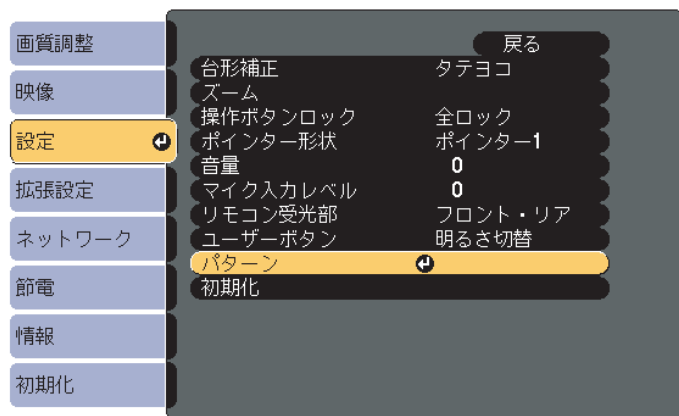 画質調整
映像
設定
拡張設定
ネットワーク
節電
情報
初期化
戻る
台形補正 タテヨコ
ズーム
操作ボタンロック 全ロック
ポインター形状 ポインター1
音量 0
マイク入力レベル 0
リモコン受光部 フロント・リア
ユーザーボタン 明るさ切替
パターン
初期化